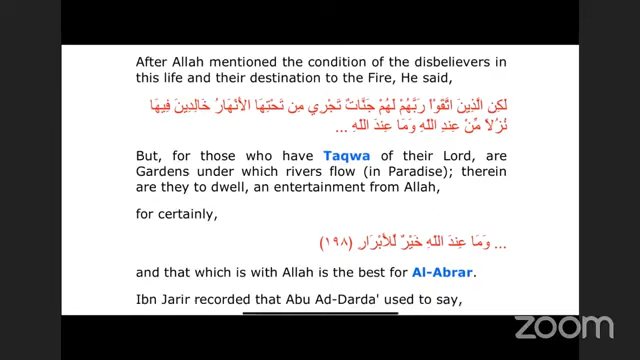 After Allah mentioned the condition of the disbelievers in
this life and their destination to the Fire, He said,
لَكِنِ الَّذِينَ اتَّقَوْاْ رَبَّهُمْ لَهُمْ جَنَّاتٌ تَجْرِي مِن تَحْتِهَا الأَنْهَارُ خَالِدِينَ فِيهَا
نُزُلاً مِّنْ عِندِ اللّهِ وَمَا عِندَ اللّهِ ...
But, for those who have Taqwa of their Lord, are
Gardens under which rivers flow (in Paradise); therein
are they to dwell, an entertainment from Allah,
for certainly,
... وَمَا عِندَ اللّهِ خَيْرٌ لِّلأَبْرَارِ (١٩٨)
and that which is with Allah is the best for Al-Abrar.
Ibn Jarir recorded that Abu Ad-Darda' used to say,
zoom